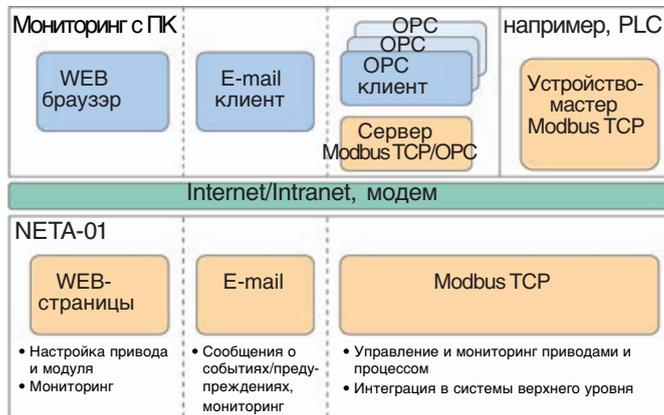 Мониторинг с ПК
например, PLC
WEB
браузэр
E-mail
клиент
OPC
OPC
OPC
клиент
Сервер
Modbus TCP/OPC
Устройство-
мастер
Modbus TCP
Internet/Intranet, модем
NETA-01
WEB-
страницы
E-mail
Modbus TCP
• Настройка привода
и модуля
• Мониторинг
• Сообщения о
событиях/преду-
преждениях,
мониторинг
• Управление и мониторинг приводами и
процессом
• Интеграция в системы верхнего уровня